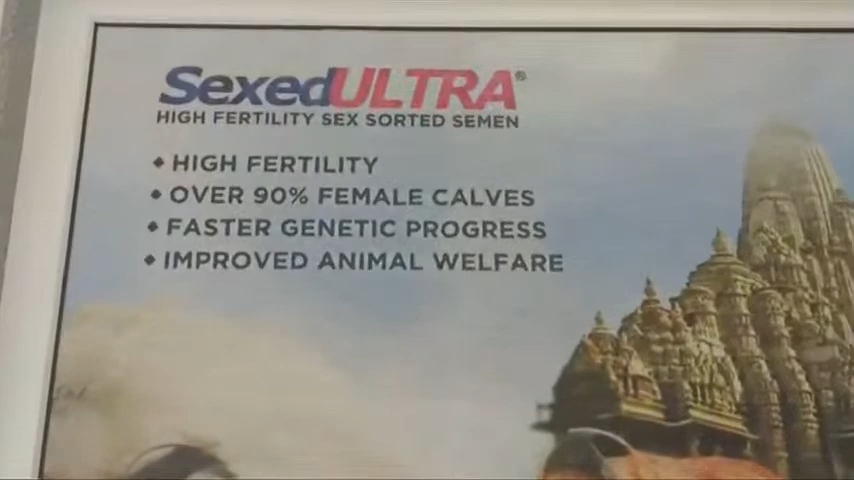 SexedULTRA®
HIGH FERTILITY SEX SORTED SEMEN
◆ HIGH FERTILITY
◆ OVER 90% FEMALE CALVES
◆ FASTER GENETIC PROGRESS
◆ IMPROVED ANIMAL WELFARE